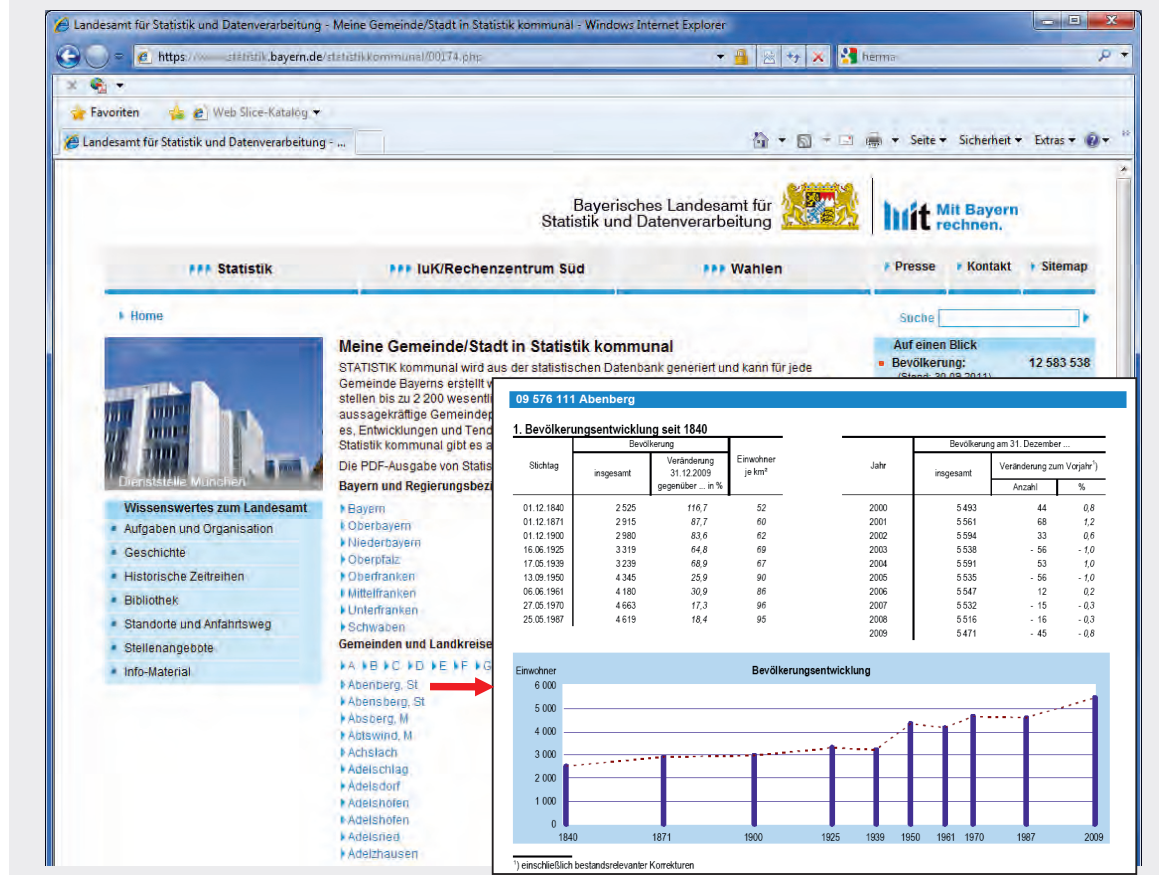 Landesamt für Statistik und Datenverarbeitung - Meine Gemeinde/Stadt in Statistik kommunal - Windows Internet Explorer
https://www.statistik.bayern.de/statistikkommunal/00174.php
herma
Favoriten Web Slice-Katalog
Landesamt für Statistik und Datenverarbeitung - ...
Seite Sicherheit Extras
Bayerisches Landesamt für
Statistik und Datenverarbeitung
mit Mit Bayern
rechnen.
Statistik IuK/Rechenzentrum Süd Wahlen Presse Kontakt Sitemap
Home
Suche
Dienststelle München
Wissenswertes zum Landesamt
Aufgaben und Organisation
Geschichte
Historische Zeitreihen
Bibliothek
Standorte und Anfahrtsweg
Stellenangebote
Info-Material
Meine Gemeinde/Stadt in Statistik kommunal
STATISTIK kommunal wird aus der statistischen Datenbank generiert und kann für jede
Gemeinde Bayerns erstellt
stellen bis zu 2 200
aussagekräftige
es, Entwicklungen und
Statistik kommunal gibt es
Die PDF-Ausgabe von
Bayern und
Bayern
Oberbayern
Niederbayern
Oberpfalz
Oberfranken
Mittelfranken
Unterfranken
Schwaben
Gemeinden und Landkreise
A B C D E F G
Abenberg, St
Abensberg, St
Absberg, M
Abtswind, M
Achslach
Adelschlag
Adelsdorf
Adelshofen
Adelshofen
Adelsried
Adelzhausen
Auf einen Blick
Bevölkerung: 12 583 538
(Stand: 30.09.2011)
09 576 111 Abenberg
1. Bevölkerungsentwicklung seit 1840
Stichtag
Bevölkerung
insgesamt
Veränderung
31.12.2009
gegenüber ... in %
Einwohner
je km²
01.12.1840 2 525 116,7 52
01.12.1871 2 915 87,7 60
01.12.1900 2 980 83,6 62
16.06.1925 3 319 64,8 69
17.05.1939 3 239 68,9 67
13.09.1950 4 345 25,9 90
06.06.1961 4 180 30,9 86
27.05.1970 4 663 17,3 96
25.05.1987 4 619 18,4 95
Jahr
Bevölkerung am 31. Dezember ...
insgesamt
Veränderung zum Vorjahr¹)
Anzahl %
2000 5 493 44 0,8
2001 5 561 68 1,2
2002 5 594 33 0,6
2003 5 538 - 56 - 1,0
2004 5 591 53 1,0
2005 5 535 - 56 - 1,0
2006 5 547 12 0,2
2007 5 532 - 15 - 0,3
2008 5 516 - 16 - 0,3
2009 5 471 - 45 - 0,8
Einwohner
Bevölkerungsentwicklung
6 000
5 000
4 000
3 000
2 000
1 000
0
1840 1871 1900 1925 1939 1950 1961 1970 1987 2009
¹) einschließlich bestandsrelevanter Korrekturen